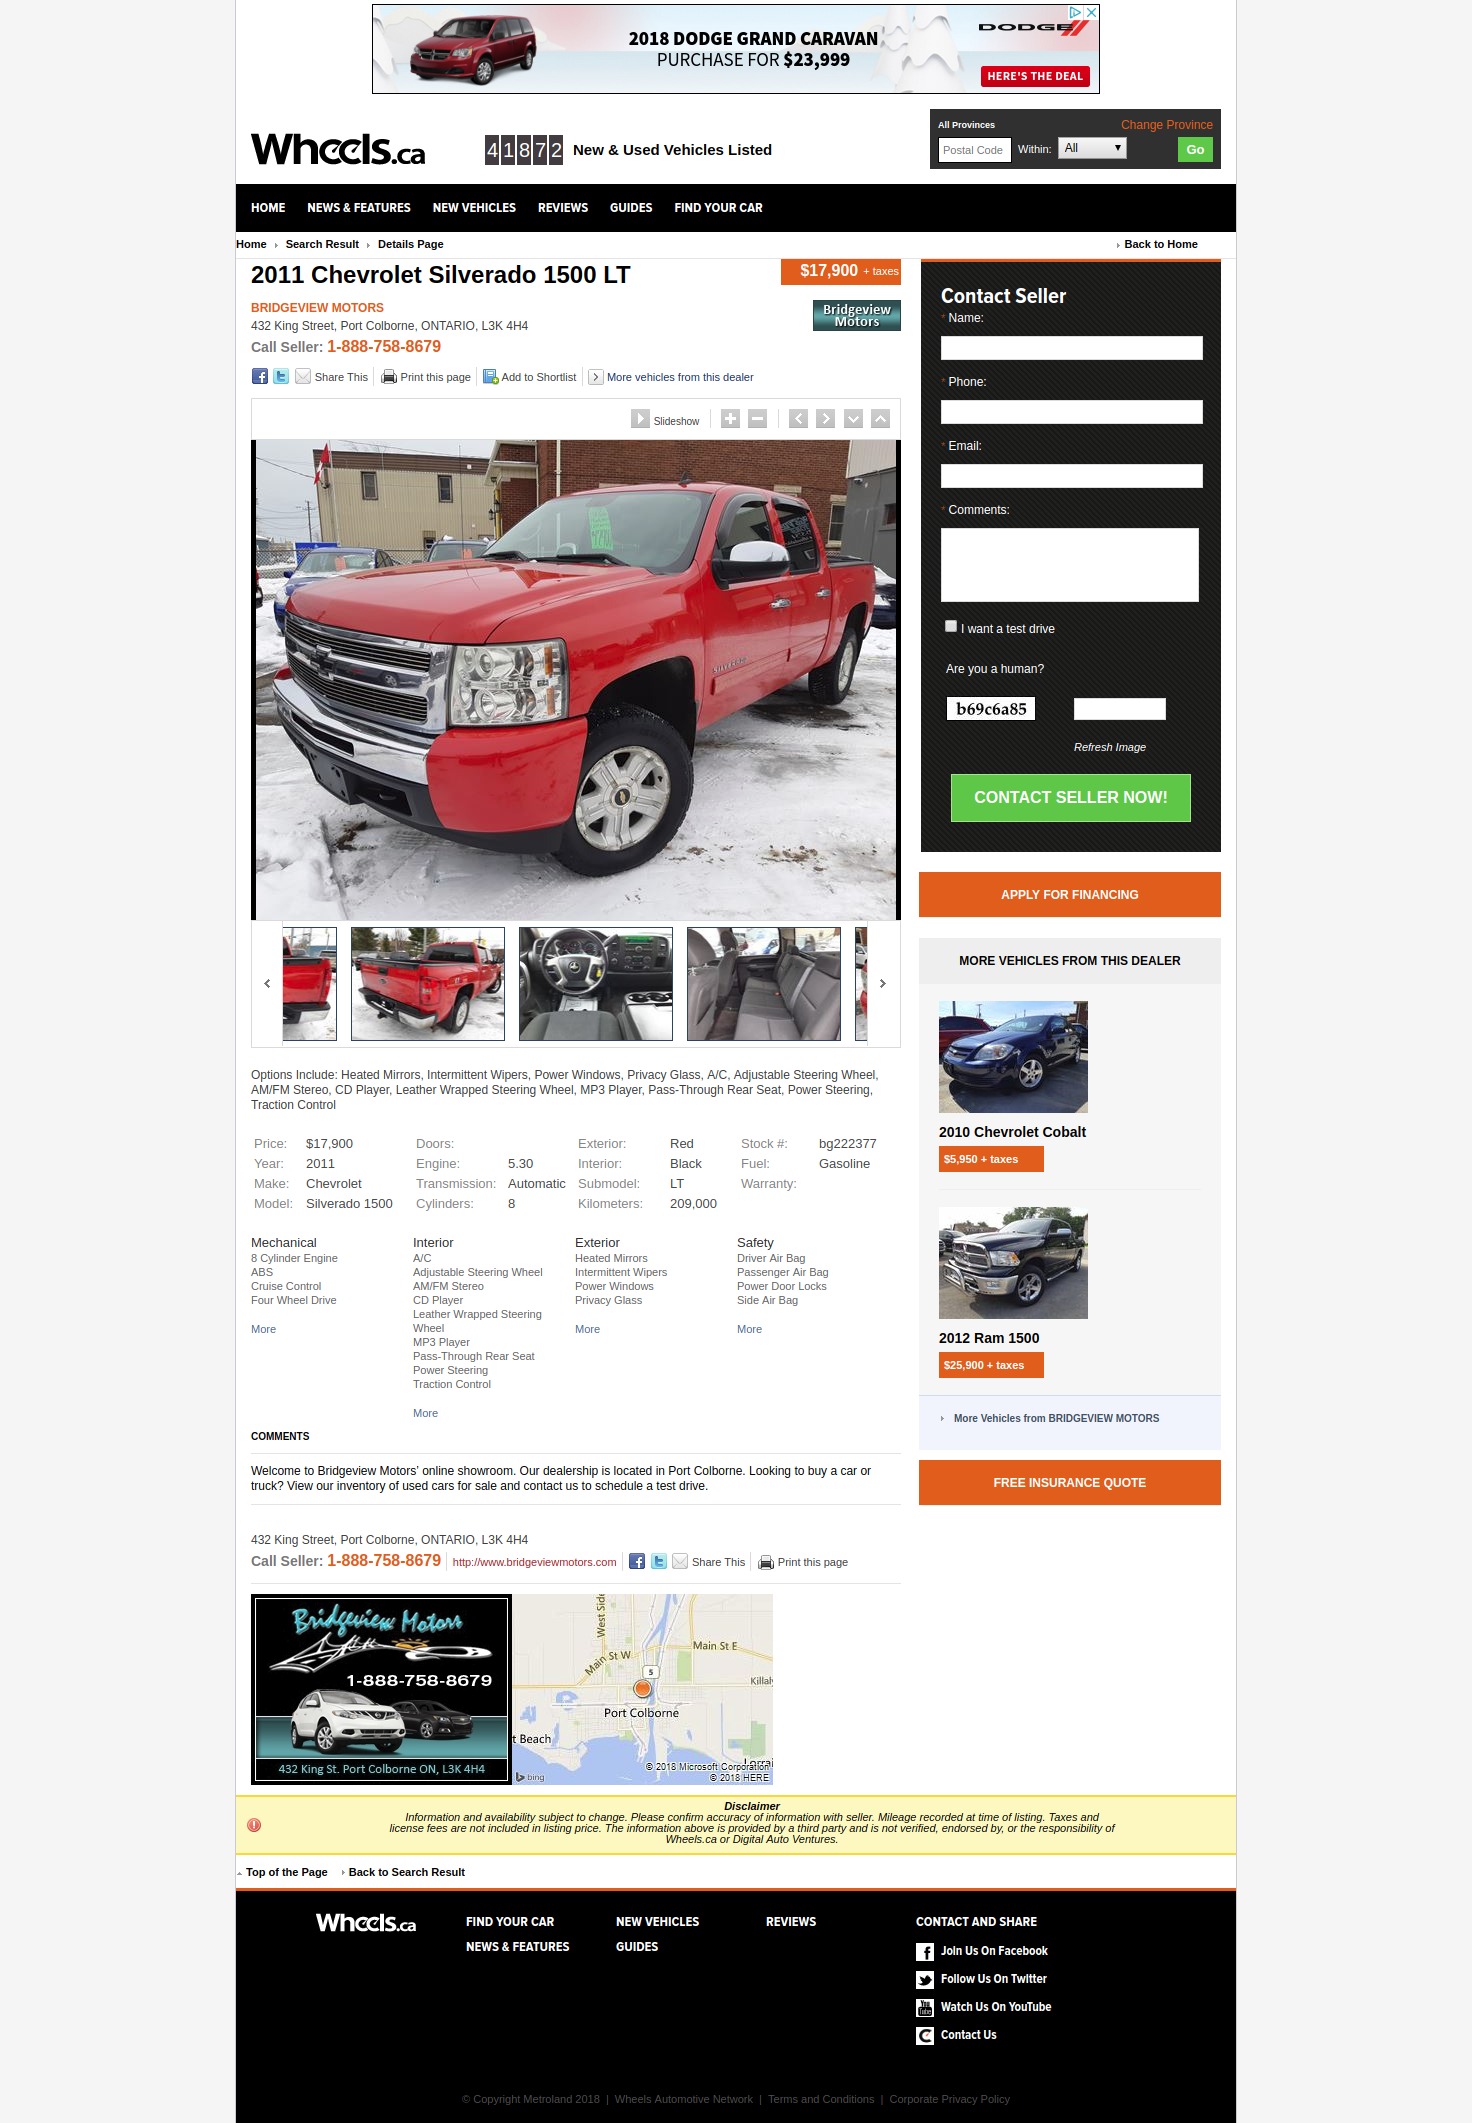 2018 DODGE GRAND CARAVAN
PURCHASE FOR $23,999
DODGE
HERE'S THE DEAL
Wheels.ca
41872 New & Used Vehicles Listed
All Provinces
Change Province
Postal Code
Within:
All
Go
HOME NEWS & FEATURES NEW VEHICLES REVIEWS GUIDES FIND YOUR CAR
Home Search Result Details Page
Back to Home
2011 Chevrolet Silverado 1500 LT
$17,900 + taxes
BRIDGEVIEW MOTORS
432 King Street, Port Colborne, ONTARIO, L3K 4H4
Call Seller: 1-888-758-8679
Bridgeview
Motors
Share This Print this page Add to Shortlist More vehicles from this dealer
Slideshow
Contact Seller
* Name:
* Phone:
* Email:
* Comments:
I want a test drive
Are you a human?
b69c6a85
Refresh Image
CONTACT SELLER NOW!
APPLY FOR FINANCING
MORE VEHICLES FROM THIS DEALER
2010 Chevrolet Cobalt
$5,950 + taxes
2012 Ram 1500
$25,900 + taxes
More Vehicles from BRIDGEVIEW MOTORS
FREE INSURANCE QUOTE
Options Include: Heated Mirrors, Intermittent Wipers, Power Windows, Privacy Glass, A/C, Adjustable Steering Wheel,
AM/FM Stereo, CD Player, Leather Wrapped Steering Wheel, MP3 Player, Pass-Through Rear Seat, Power Steering,
Traction Control
Price: $17,900 Doors: Exterior: Red Stock #: bg222377
Year: 2011 Engine: 5.30 Interior: Black Fuel: Gasoline
Make: Chevrolet Transmission: Automatic Submodel: LT Warranty:
Model: Silverado 1500 Cylinders: 8 Kilometers: 209,000
Mechanical
8 Cylinder Engine
ABS
Cruise Control
Four Wheel Drive
More
Interior
A/C
Adjustable Steering Wheel
AM/FM Stereo
CD Player
Leather Wrapped Steering
Wheel
MP3 Player
Pass-Through Rear Seat
Power Steering
Traction Control
More
Exterior
Heated Mirrors
Intermittent Wipers
Power Windows
Privacy Glass
More
Safety
Driver Air Bag
Passenger Air Bag
Power Door Locks
Side Air Bag
More
COMMENTS
Welcome to Bridgeview Motors' online showroom. Our dealership is located in Port Colborne. Looking to buy a car or
truck? View our inventory of used cars for sale and contact us to schedule a test drive.
432 King Street, Port Colborne, ONTARIO, L3K 4H4
Call Seller: 1-888-758-8679 http://www.bridgeviewmotors.com Share This Print this page
Bridgeview Motors
1-888-758-8679
432 King St. Port Colborne ON, L3K 4H4
West Side
Main St W
Main St E
5
Killaly
Port Colborne
t Beach
Lorrai
© 2018 Microsoft Corporation
© 2018 HERE
bing
Disclaimer
Information and availability subject to change. Please confirm accuracy of information with seller. Mileage recorded at time of listing. Taxes and
license fees are not included in listing price. The information above is provided by a third party and is not verified, endorsed by, or the responsibility of
Wheels.ca or Digital Auto Ventures.
Top of the Page Back to Search Result
Wheels.ca
FIND YOUR CAR
NEWS & FEATURES
NEW VEHICLES
GUIDES
REVIEWS
CONTACT AND SHARE
Join Us On Facebook
Follow Us On Twitter
Watch Us On YouTube
Contact Us
© Copyright Metroland 2018 | Wheels Automotive Network | Terms and Conditions | Corporate Privacy Policy